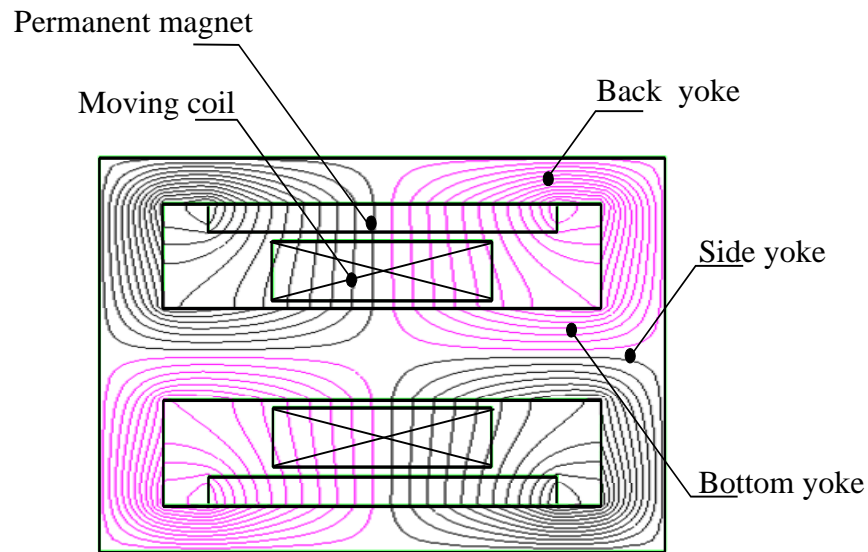 Permanent magnet
Moving coil
Back yoke
Side yoke
Bottom yoke